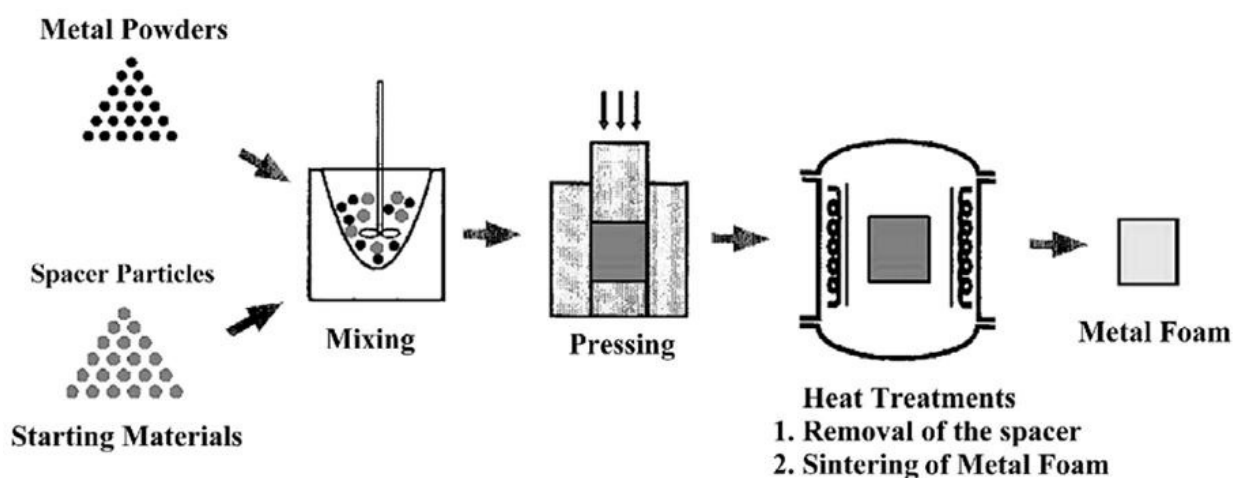 Metal Powders
Spacer Particles
Starting Materials
Mixing
Pressing
Heat Treatments
1. Removal of the spacer
2. Sintering of Metal Foam
Metal Foam